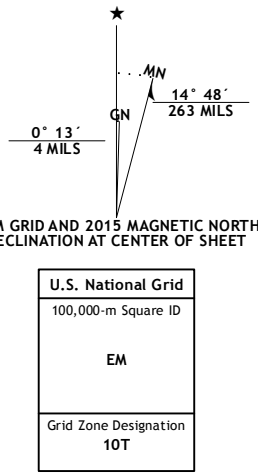 ★
MN
GN
14° 48´
263 MILS
0° 13´
4 MILS
M GRID AND 2015 MAGNETIC NORTH
ECLINATION AT CENTER OF SHEET
U.S. National Grid
100,000-m Square ID
EM
Grid Zone Designation
10T